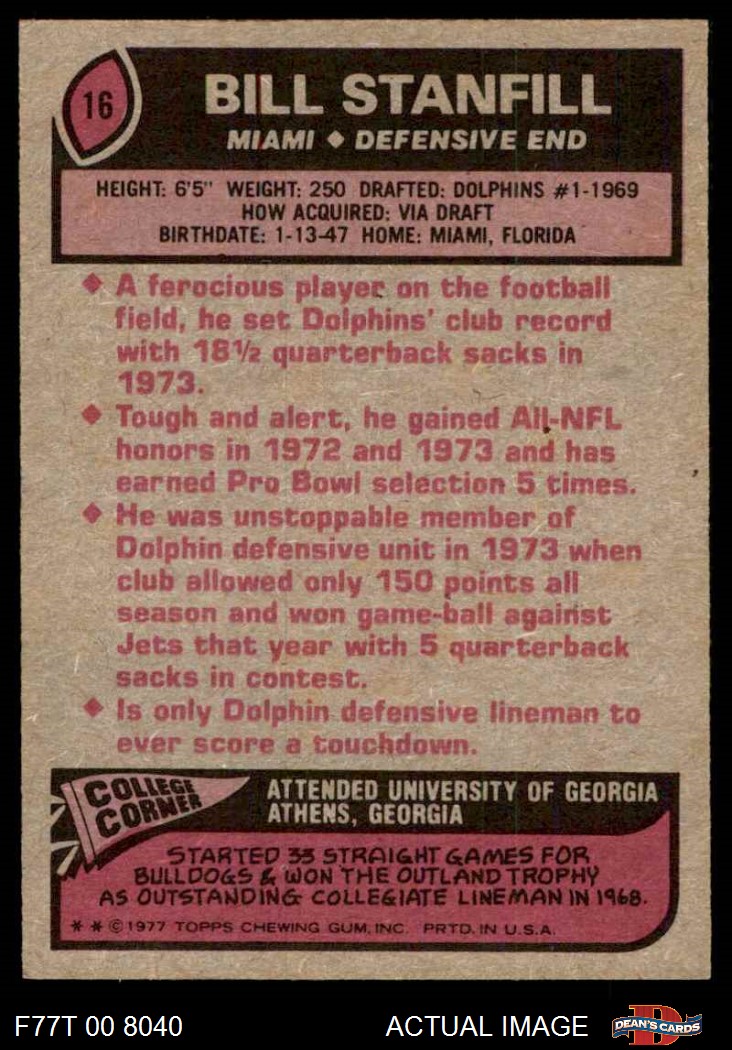 16
BILL STANFILL
MIAMI ◆ DEFENSIVE END
HEIGHT: 6'5" WEIGHT: 250 DRAFTED: DOLPHINS #1-1969
HOW ACQUIRED: VIA DRAFT
BIRTHDATE: 1-13-47 HOME: MIAMI, FLORIDA
◆ A ferocious player on the football
field, he set Dolphins' club record
with 18½ quarterback sacks in
1973.
◆ Tough and alert, he gained All-NFL
honors in 1972 and 1973 and has
earned Pro Bowl selection 5 times.
◆ He was unstoppable member of
Dolphin defensive unit in 1973 when
club allowed only 150 points all
season and won game-ball against
Jets that year with 5 quarterback
sacks in contest.
◆ Is only Dolphin defensive lineman to
ever score a touchdown.
COLLEGE
CORNER
ATTENDED UNIVERSITY OF GEORGIA
ATHENS, GEORGIA
STARTED 33 STRAIGHT GAMES FOR
BULLDOGS & WON THE OUTLAND TROPHY
AS OUTSTANDING COLLEGIATE LINEMAN IN 1968.
* * © 1977 TOPPS CHEWING GUM, INC. PRTD. IN U.S.A.
F77T 00 8040 ACTUAL IMAGE
D
DEAN'S CARDS